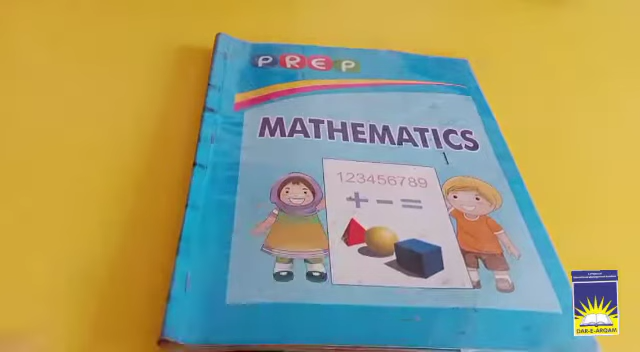 PREP
MATHEMATICS
123456789
+ - =
DAR-E-ARQAM